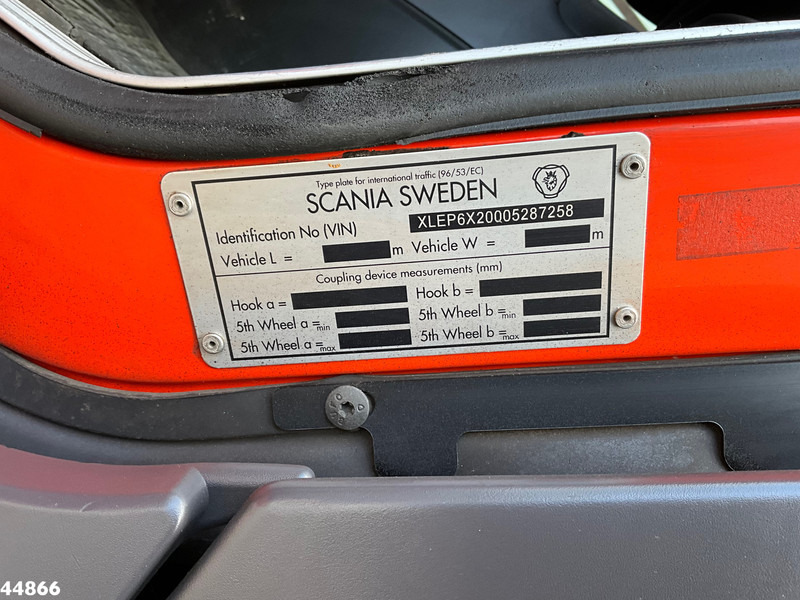 Type plate for international traffic (96/53/EC)
SCANIA SWEDEN
Identification No (VIN) XLEP6X20005287258
Vehicle L = m Vehicle W = m
Coupling device measurements (mm)
Hook a = Hook b =
5th Wheel a =min 5th Wheel b =min
5th Wheel a =max 5th Wheel b =max
44866